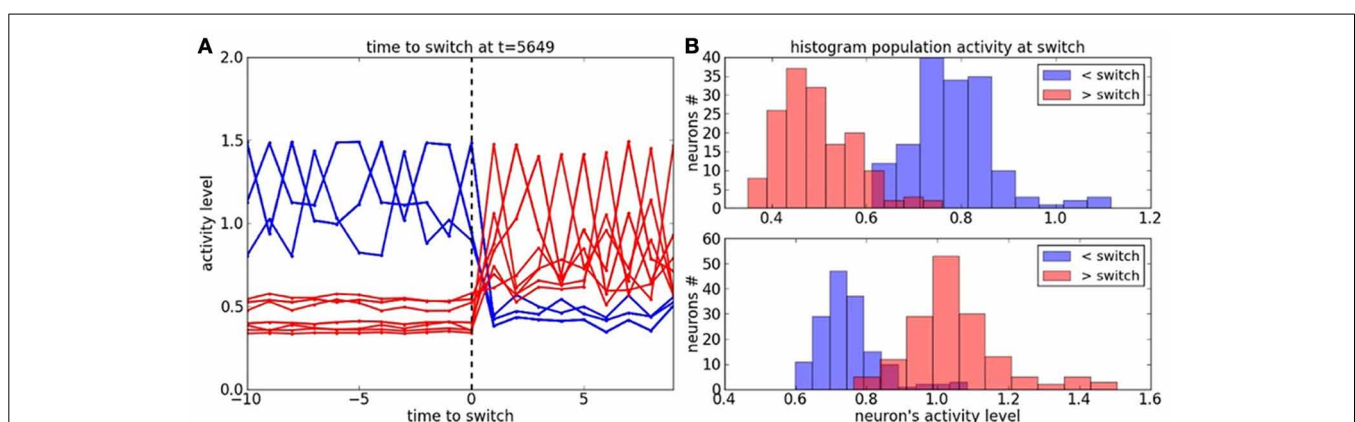 A
time to switch at t=5649
2.0
1.5
1.0
0.5
0.0
activity level
−10
−5
0
5
time to switch
B
histogram population activity at switch
40
35
30
25
20
15
10
5
0
neurons #
< switch
> switch
0.4
0.6
0.8
1.0
1.2
60
50
40
30
20
10
0
neurons #
< switch
> switch
0.4
0.6
0.8
1.0
1.2
1.4
1.6
neuron's activity level